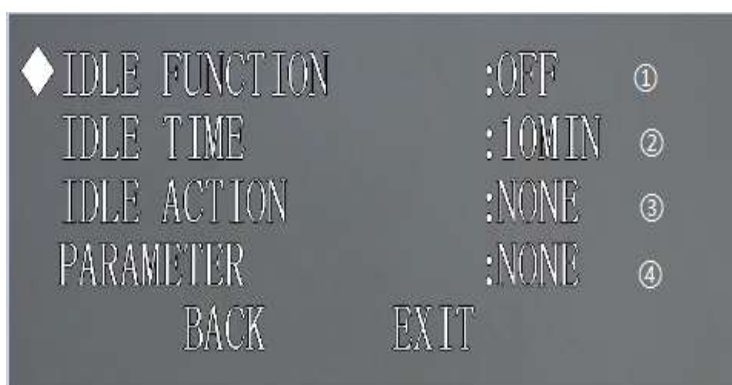 IDLE FUNCTION :OFF ①
IDLE TIME :10MIN ②
IDLE ACTION :NONE ③
PARAMETER :NONE ④
BACK EXIT